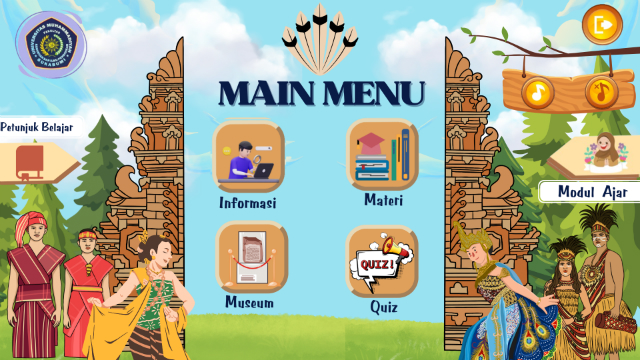 MAIN MENU
Petunjuk Belajar
Modul Ajar
Informasi
Materi
QUIZ!
Museum
Quiz